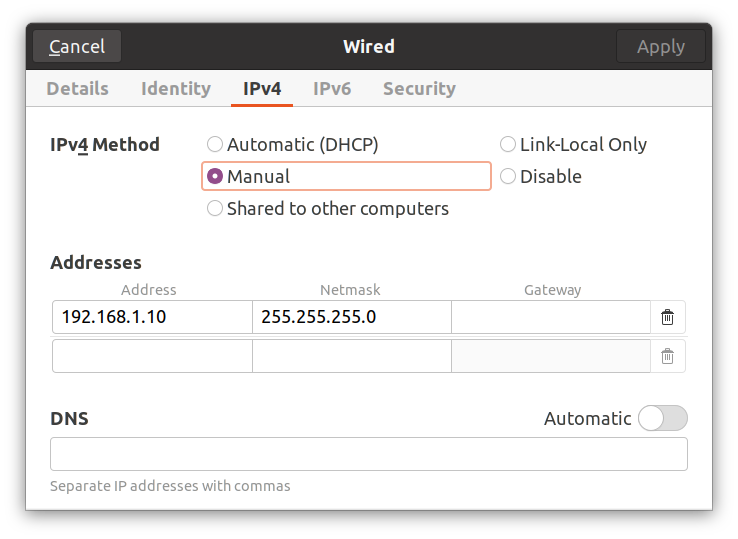 Cancel Wired Apply
Details Identity IPv4 IPv6 Security
IPv4 Method Automatic (DHCP) Link-Local Only
Manual Disable
Shared to other computers
Addresses
Address Netmask Gateway
192.168.1.10 255.255.255.0
DNS Automatic
Separate IP addresses with commas